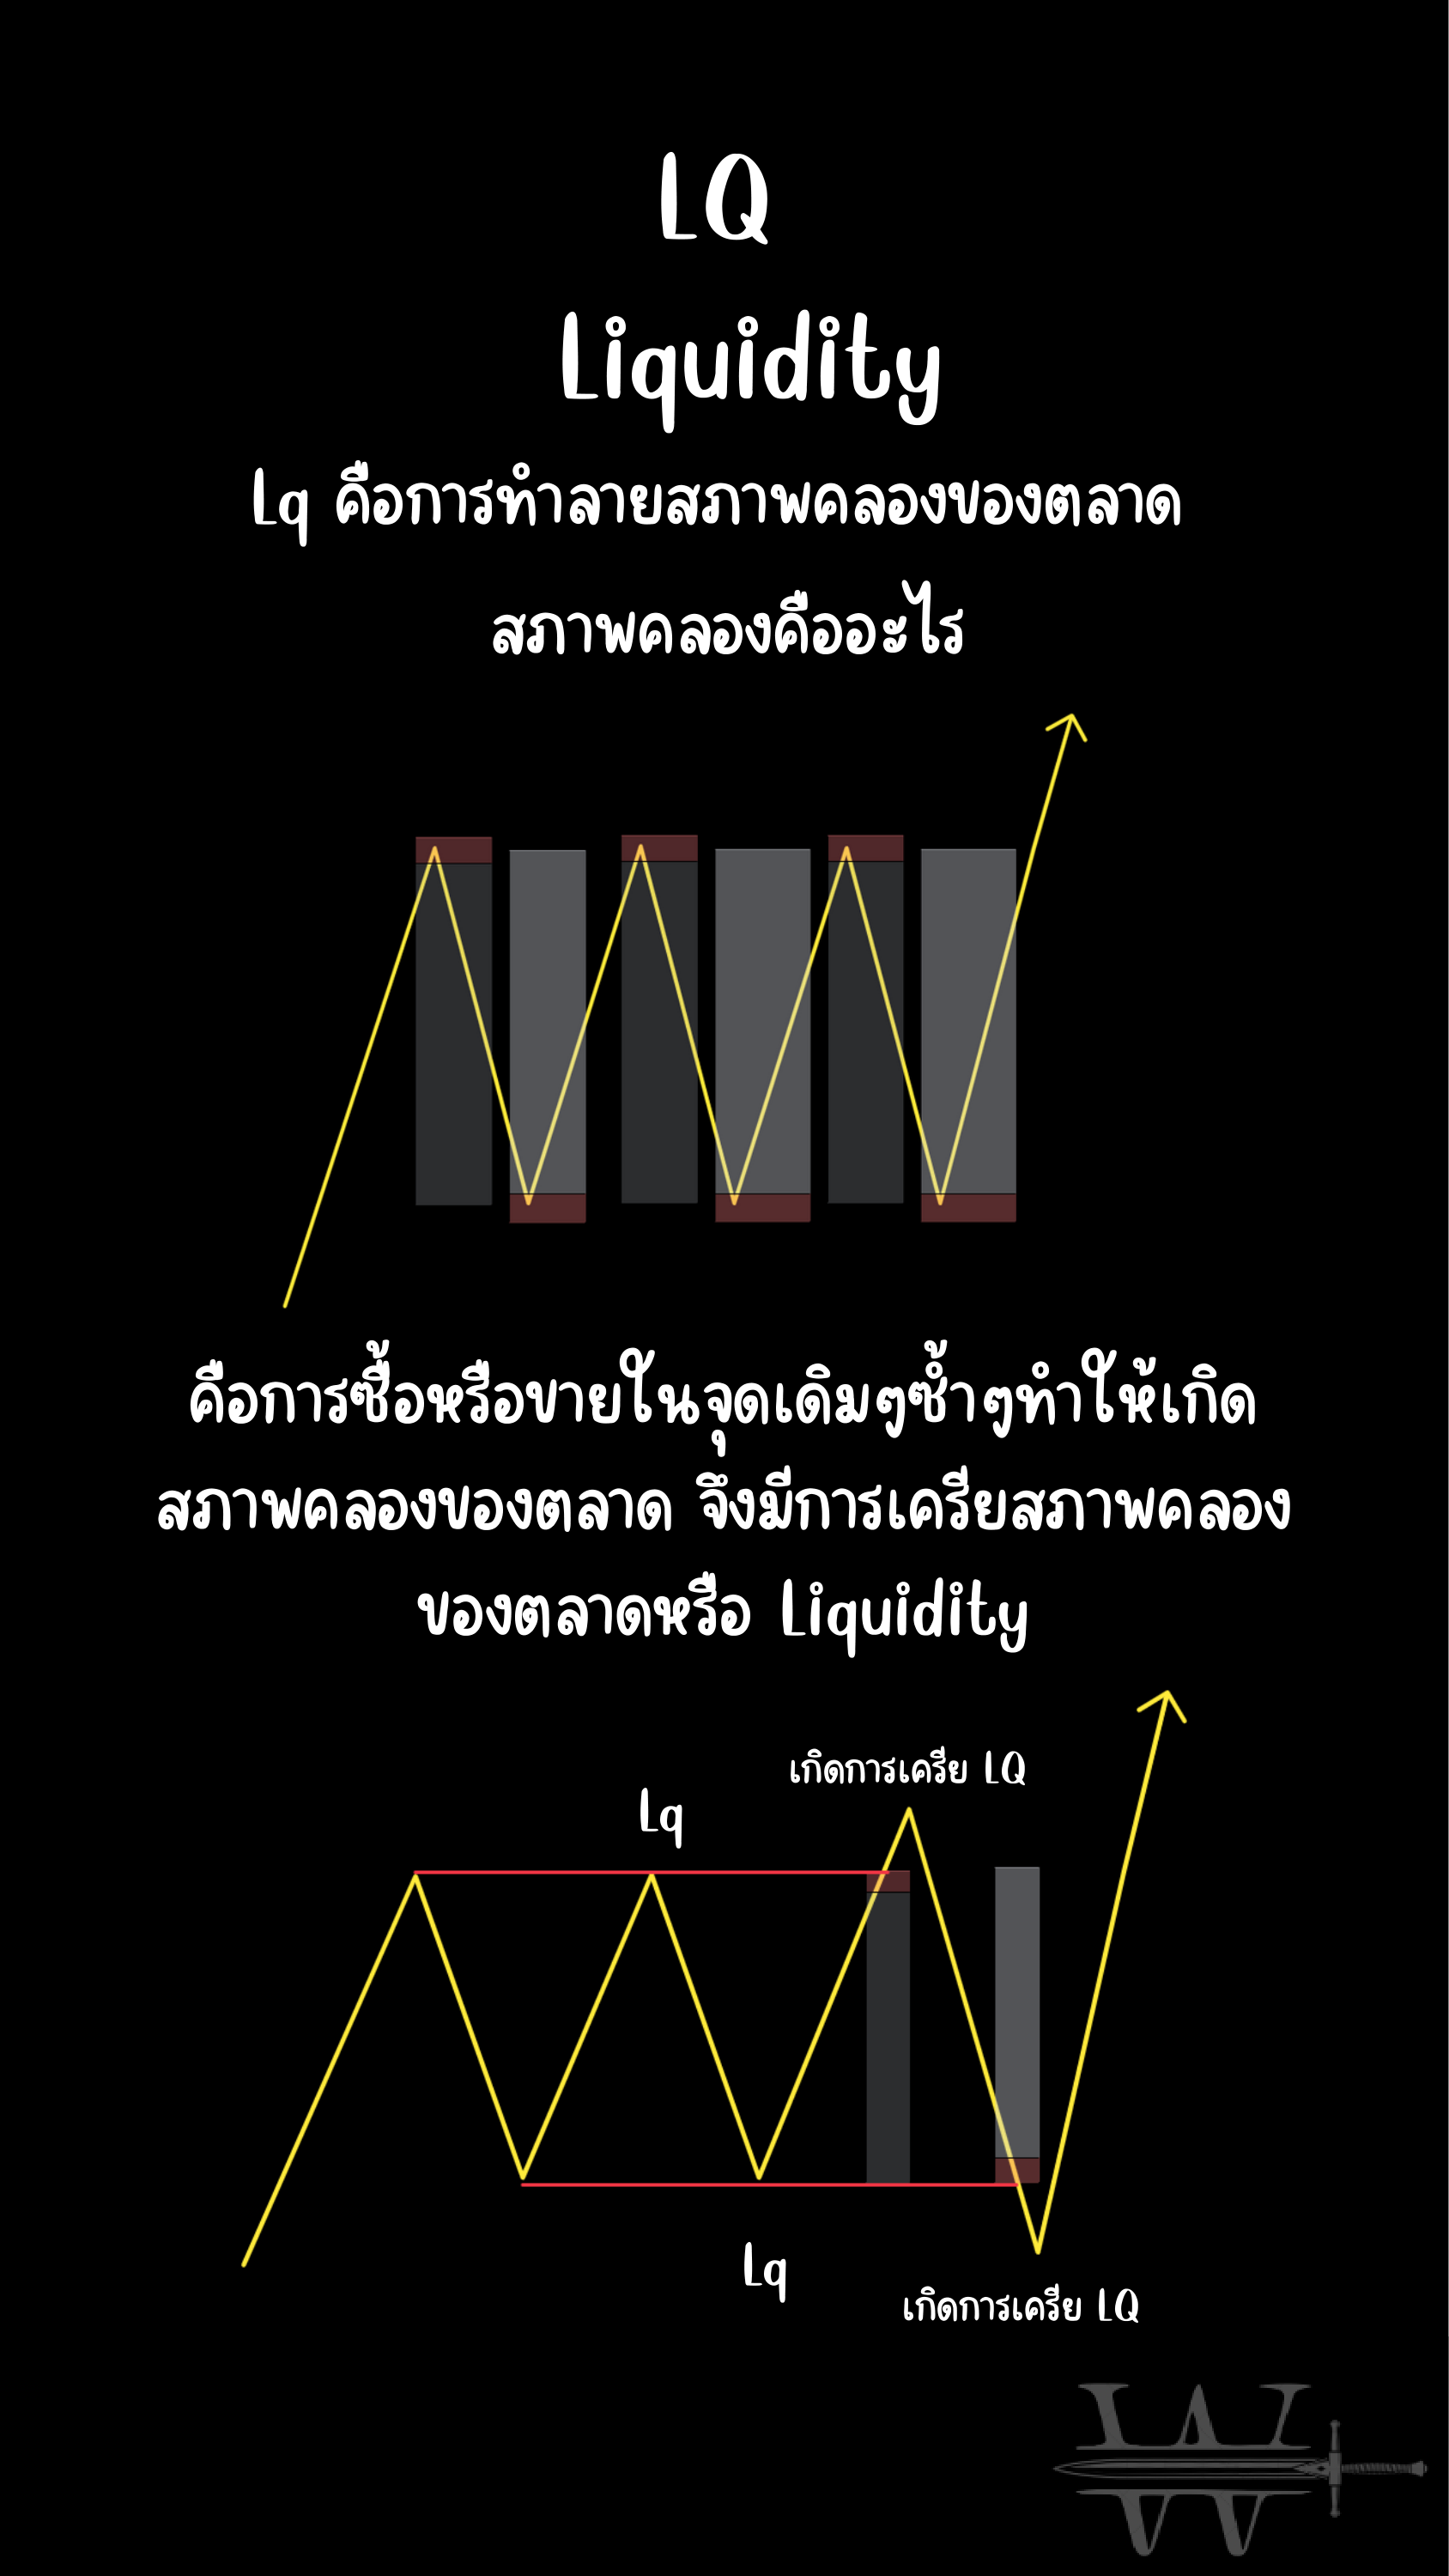 LQ
Liquidity
Lq คือการทำลายสภาพคลองของตลาด
สภาพคลองคืออะไร
คือการซื้อหรือขายในจุดเดิมๆซ้ำๆทำให้เกิด
สภาพคลองของตลาด จึงมีการเครียสภาพคลอง
ของตลาดหรือ Liquidity
เกิดการเครีย LQ
Lq
Lq
เกิดการเครีย LQ
W